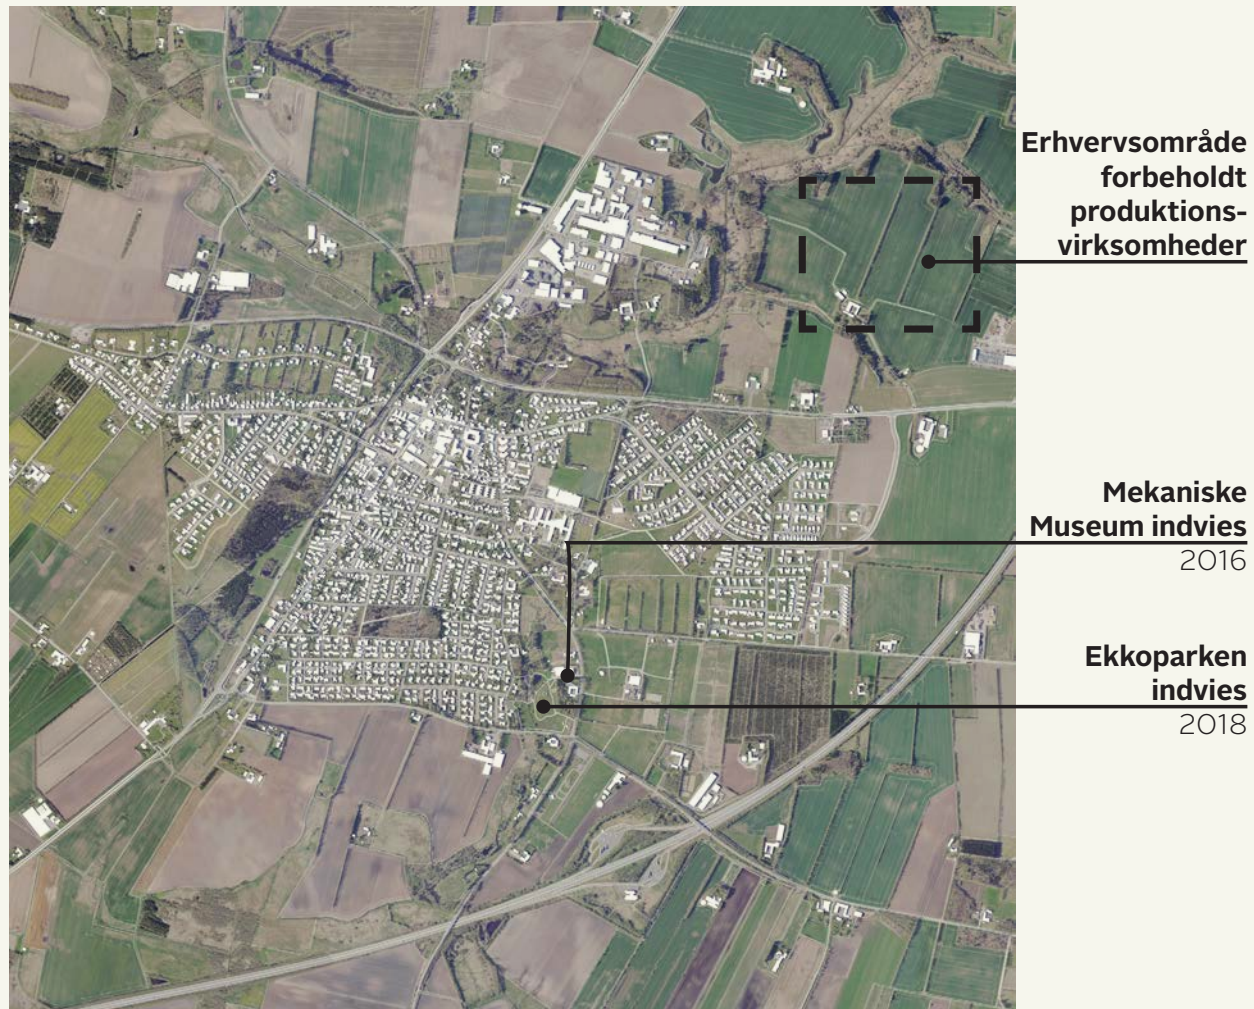 Erhvervsområde
forbeholdt
produktions-
virksomheder
Mekaniske
Museum indvies
2016
Ekkoparken
indvies
2018